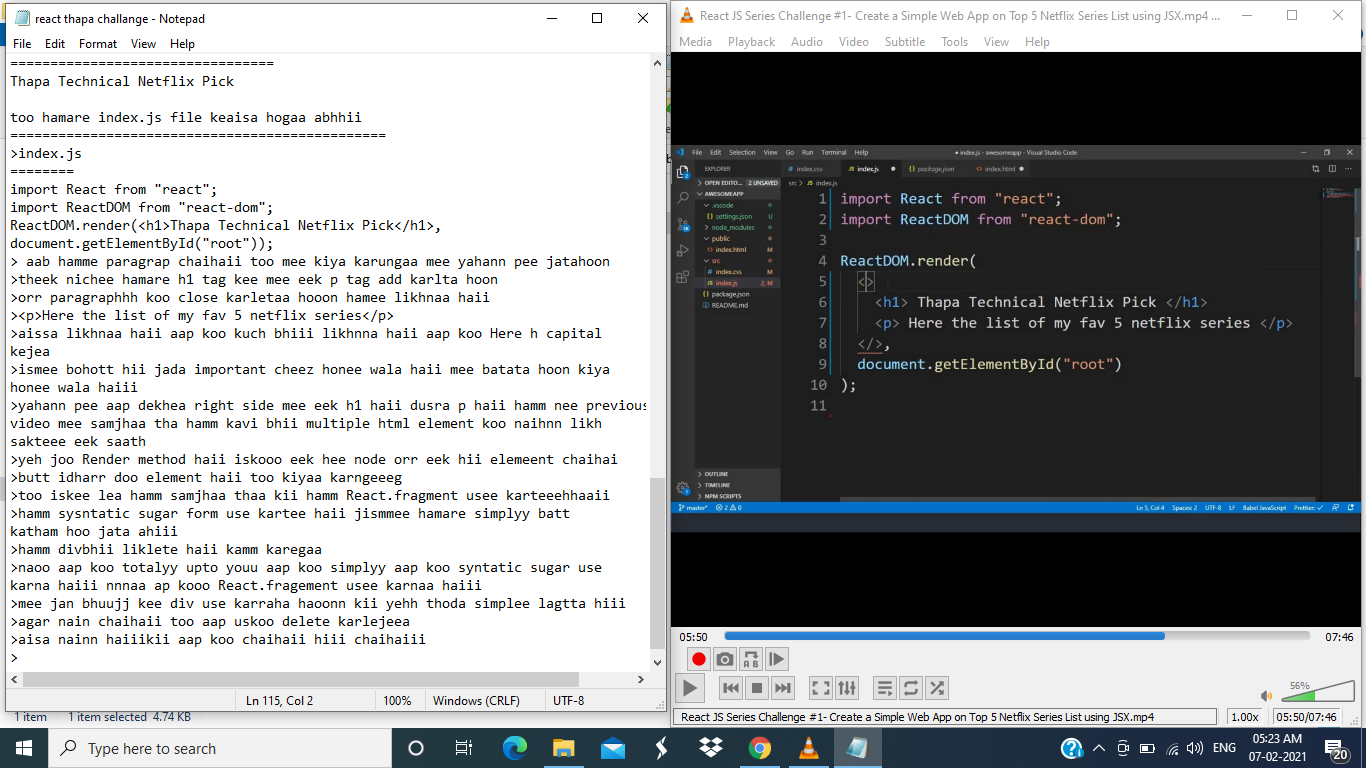 react thapa challange - Notepad
File Edit Format View Help
=================================
Thapa Technical Netflix Pick
too hamare index.js file keaisa hogaa abhhii
===============================================
>index.js
========
import React from "react";
import ReactDOM from "react-dom";
ReactDOM.render(<h1>Thapa Technical Netflix Pick</h1>,
document.getElementById("root"));
> aab hamme paragrap chaihaii too mee kiya karungaa mee yahann pee jatahoon
>theek nichee hamare h1 tag kee mee eek p tag add karlta hoon
>orr paragraphhh koo close karletaa hooon hamee likhnaa haii
><p>Here the list of my fav 5 netflix series</p>
>aissa likhnaa haii aap koo kuch bhiii likhnna haii aap koo Here h capital
kejea
>ismee bohott hii jada important cheez honee wala haii mee batata hoon kiya
honee wala haiii
>yahann pee aap dekhea right side mee eek h1 haii dusra p haii hamm nee previous
video mee samjhaa tha hamm kavi bhii multiple html element koo naihnn likh
sakteee eek saath
>yeh joo Render method haii iskooo eek hee node orr eek hii elemeent chaihai
>butt idharr doo element haii too kiyaa karngeeeg
>too iskee lea hamm samjhaa thaa kii hamm React.fragment usee karteeehhaaii
>hamm sysntatic sugar form use kartee haii jismmee hamare simplyy batt
katham hoo jata ahiii
>hamm divbhii liklete haii kamm karegaa
>naoo aap koo totalyy upto youu aap koo simplyy aap koo syntatic sugar use
karna haiii nnnaa ap kooo React.fragement usee karnaa haiii
>mee jan bhuujj kee div use karraha haoonn kii yehh thoda simplee lagtta hiii
>agar nain chaihaii too aap uskoo delete karlejeea
>aisa nainn haiiikii aap koo chaihaii hiii chaihaiii
>
Ln 115, Col 2 100% Windows (CRLF) UTF-8
1 item 1 item selected 4.74 KB
React JS Series Challenge #1- Create a Simple Web App on Top 5 Netflix Series List using JSX.mp4 ...
Media Playback Audio Video Subtitle Tools View Help
File Edit Selection View Go Run Terminal Help
● index.js - awesomeapp - Visual Studio Code
EXPLORER
# index.css index.js package.json index.html
OPEN EDITO... 2 UNSAVED
src > JS index.js
AWESOMEAPP
.vscode
settings.json U
node_modules
public
index.html M
src
# index.css M
index.js 2, M
package.json
README.md
OUTLINE
TIMELINE
NPM SCRIPTS
1 import React from "react";
2 import ReactDOM from "react-dom";
3
4 ReactDOM.render(
5 <>
6 <h1> Thapa Technical Netflix Pick </h1>
7 <p> Here the list of my fav 5 netflix series </p>
8 </>,
9 document.getElementById("root")
10 );
11
master* 2 0 Ln 5, Col 4 Spaces: 2 UTF-8 LF Babel JavaScript Prettier: ✓
05:50 07:46
A B
56%
React JS Series Challenge #1- Create a Simple Web App on Top 5 Netflix Series List using JSX.mp4 1.00x 05:50/07:46
Type here to search
ENG
05:23 AM
07-02-2021
20